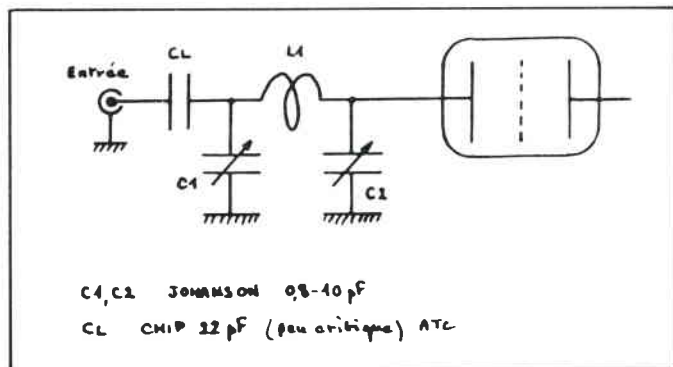 Entrée
CL
L1
C1
C2
C1,C2 JOHANSON 0,8-10 pF
CL CHIP 22 pF (peu critique) ATC